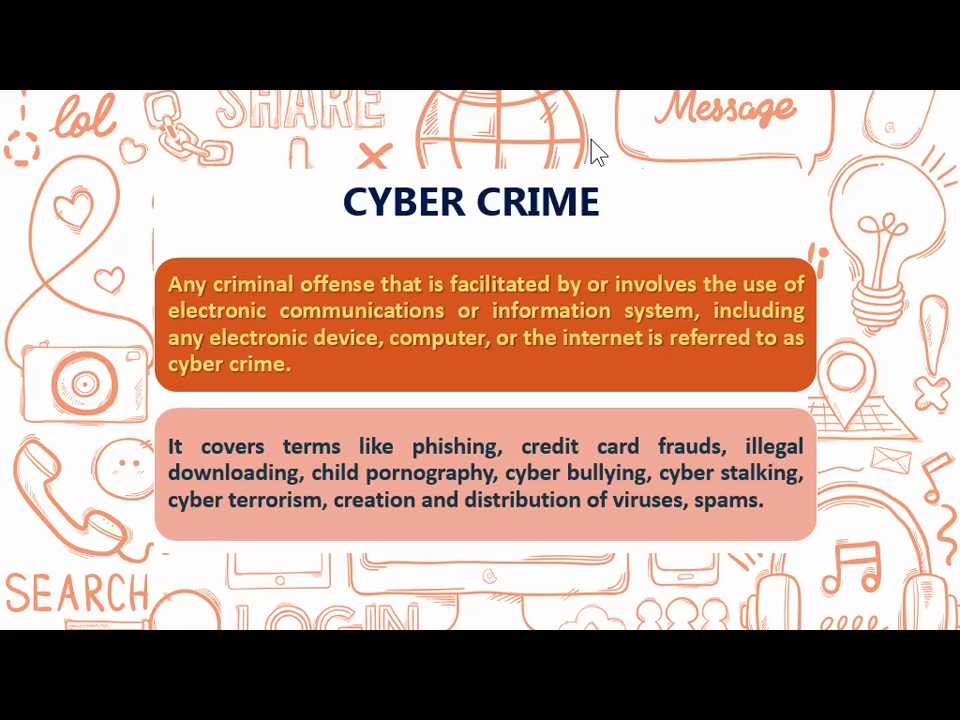 lol
SHARE
Message
CYBER CRIME
Any criminal offense that is facilitated by or involves the use of
electronic communications or information system, including
any electronic device, computer, or the internet is referred to as
cyber crime.
It covers terms like phishing, credit card frauds, illegal
downloading, child pornography, cyber bullying, cyber stalking,
cyber terrorism, creation and distribution of viruses, spams.
SEARCH
LOGIN